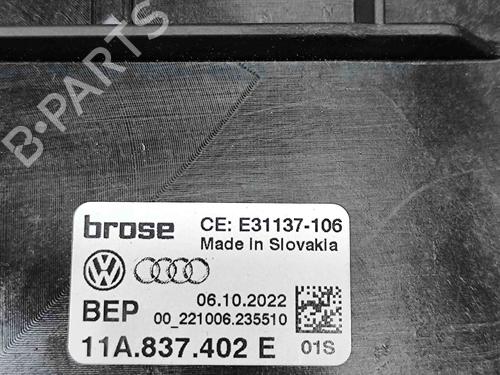 B-PARTS
brose
CE: E31137-106
Made in Slovakia
BEP
06.10.2022
00_221006.235510
11A.837.402 E
01S